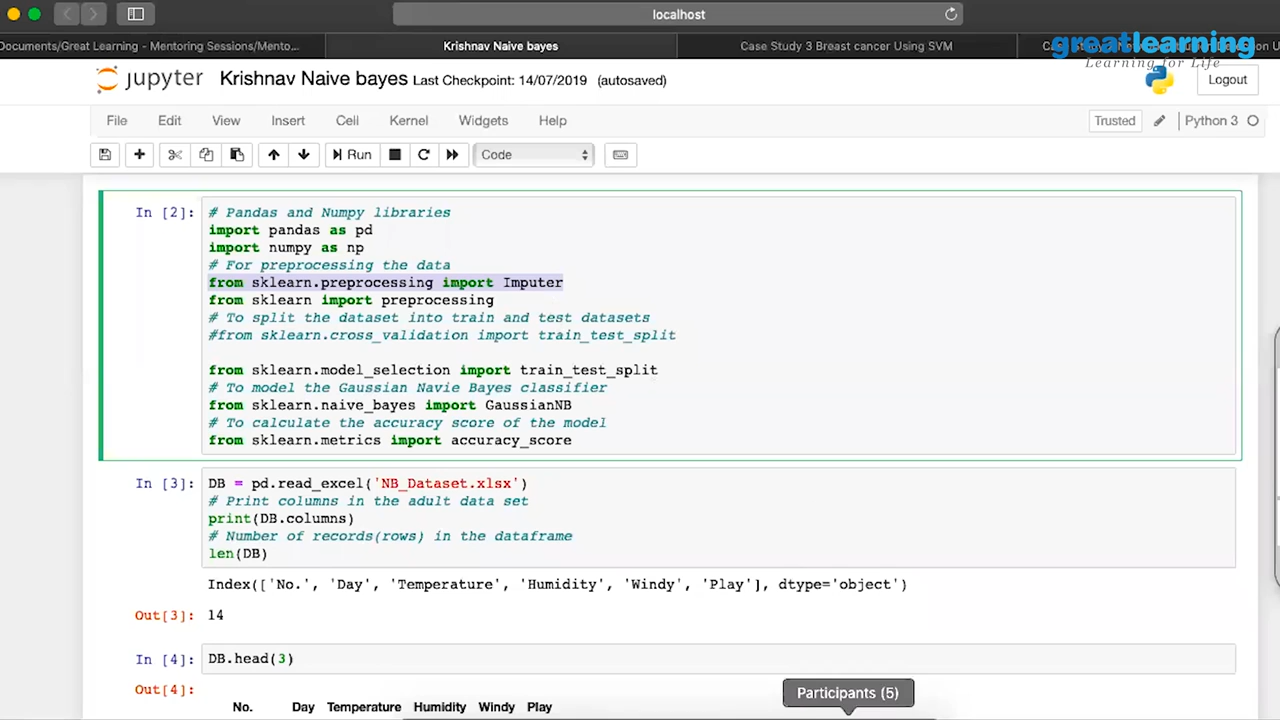 localhost
Documents/Great Learning - Mentoring Sessions/Mento...
Krishnav Naive bayes
Case Study 3 Breast cancer Using SVM
greatlearning
Learning for Life
jupyter Krishnav Naive bayes Last Checkpoint: 14/07/2019 (autosaved)
Logout
File Edit View Insert Cell Kernel Widgets Help
Trusted Python 3
Run Code
In [2]: # Pandas and Numpy libraries
import pandas as pd
import numpy as np
# For preprocessing the data
from sklearn.preprocessing import Imputer
from sklearn import preprocessing
# To split the dataset into train and test datasets
#from sklearn.cross_validation import train_test_split
from sklearn.model_selection import train_test_split
# To model the Gaussian Navie Bayes classifier
from sklearn.naive_bayes import GaussianNB
# To calculate the accuracy score of the model
from sklearn.metrics import accuracy_score
In [3]: DB = pd.read_excel('NB_Dataset.xlsx')
# Print columns in the adult data set
print(DB.columns)
# Number of records(rows) in the dataframe
len(DB)
Index(['No.', 'Day', 'Temperature', 'Humidity', 'Windy', 'Play'], dtype='object')
Out[3]: 14
In [4]: DB.head(3)
Out[4]:
Participants (5)
No. Day Temperature Humidity Windy Play